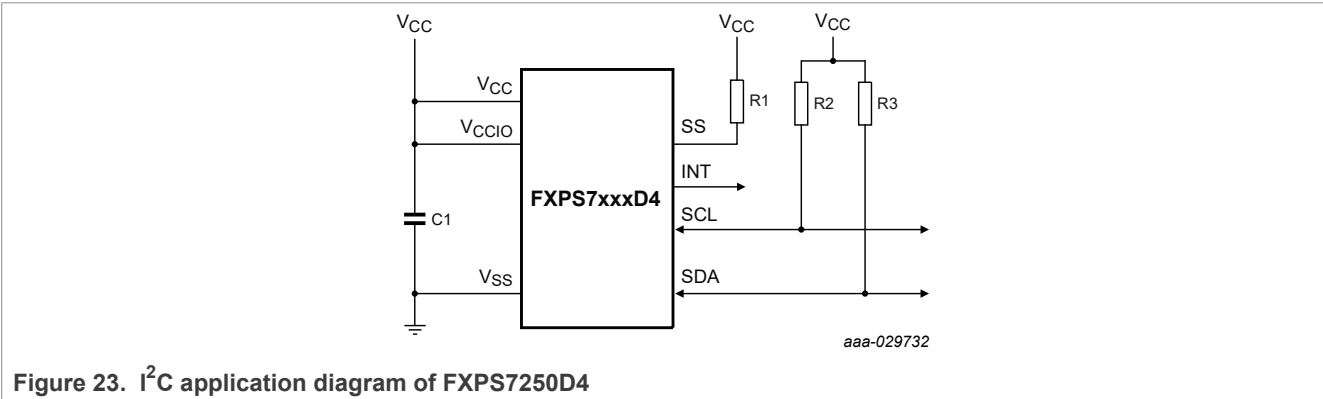 VCC
VCC
VCC
VCC
VCCIO
R1
R2
R3
SS
INT
FXPS7xxxD4
SCL
C1
VSS
SDA
aaa-029732
Figure 23. I2C application diagram of FXPS7250D4